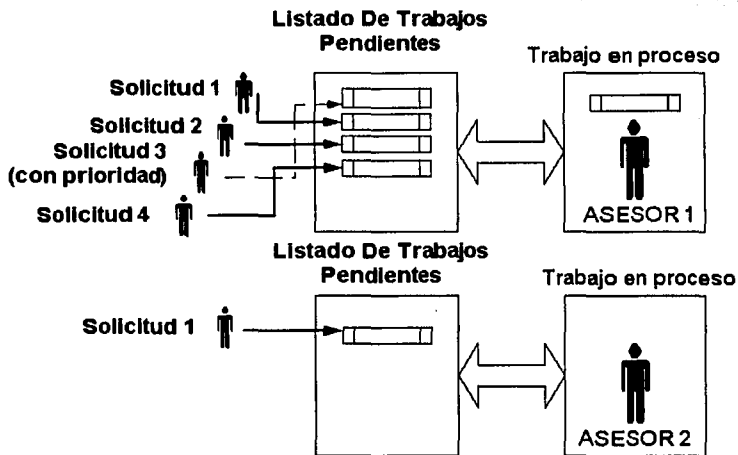 Listado De Trabajos
Pendientes
Trabajo en proceso
Solicitud 1
Solicitud 2
Solicitud 3
(con prioridad)
Solicitud 4
ASESOR 1
Listado De Trabajos
Pendientes
Trabajo en proceso
Solicitud 1
ASESOR 2